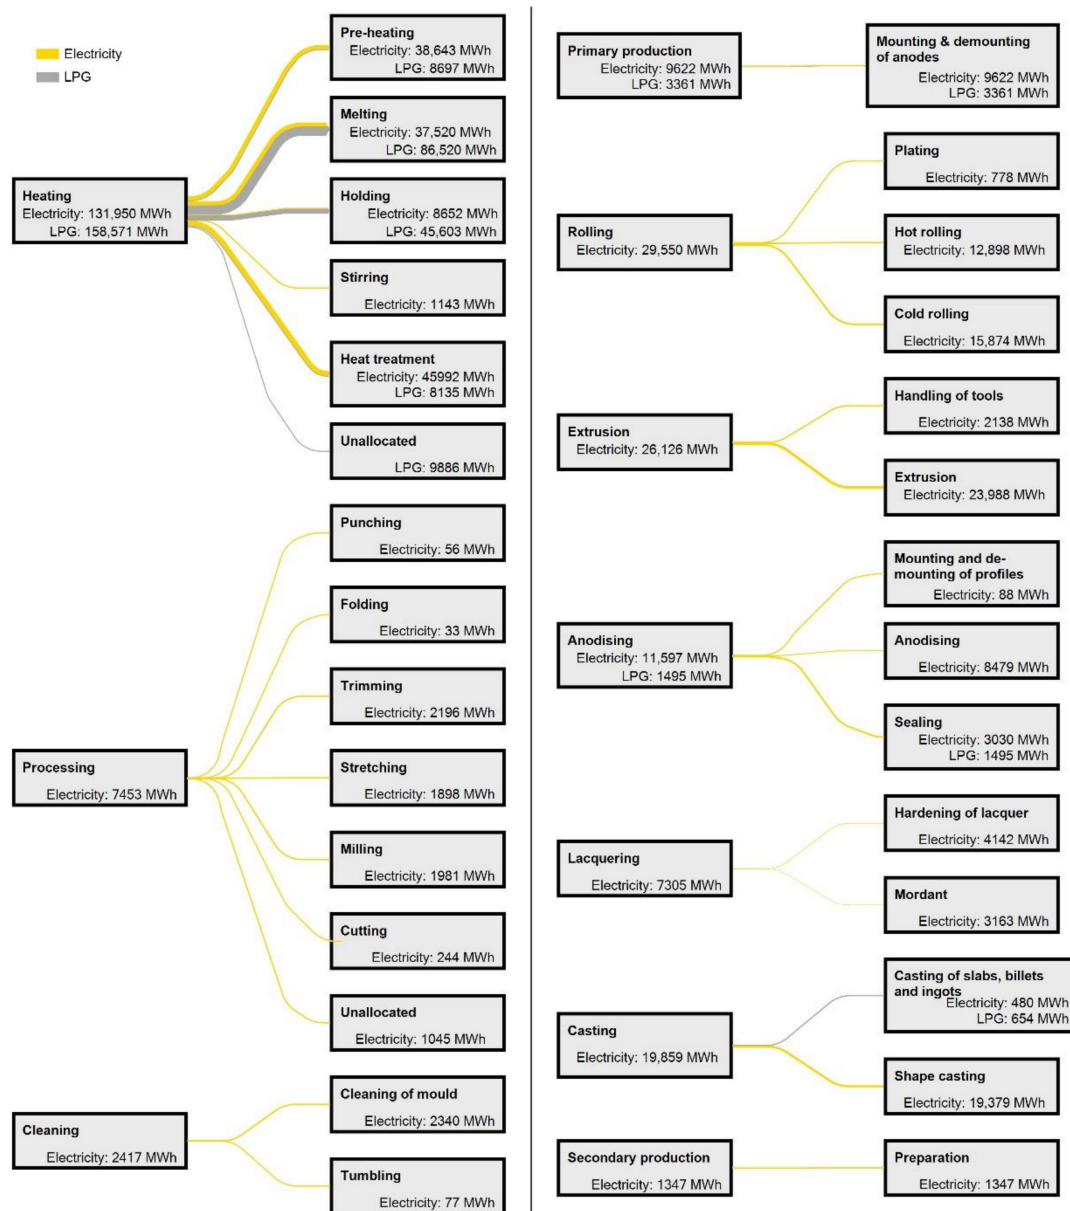 Electricity
LPG
Heating
Electricity: 131,950 MWh
LPG: 158,571 MWh
Pre-heating
Electricity: 38,643 MWh
LPG: 8697 MWh
Melting
Electricity: 37,520 MWh
LPG: 86,520 MWh
Holding
Electricity: 8652 MWh
LPG: 45,603 MWh
Stirring
Electricity: 1143 MWh
Heat treatment
Electricity: 45992 MWh
LPG: 8135 MWh
Unallocated
LPG: 9886 MWh
Processing
Electricity: 7453 MWh
Punching
Electricity: 56 MWh
Folding
Electricity: 33 MWh
Trimming
Electricity: 2196 MWh
Stretching
Electricity: 1898 MWh
Milling
Electricity: 1981 MWh
Cutting
Electricity: 244 MWh
Unallocated
Electricity: 1045 MWh
Cleaning
Electricity: 2417 MWh
Cleaning of mould
Electricity: 2340 MWh
Tumbling
Electricity: 77 MWh
Primary production
Electricity: 9622 MWh
LPG: 3361 MWh
Mounting & demounting
of anodes
Electricity: 9622 MWh
LPG: 3361 MWh
Rolling
Electricity: 29,550 MWh
Plating
Electricity: 778 MWh
Hot rolling
Electricity: 12,898 MWh
Cold rolling
Electricity: 15,874 MWh
Extrusion
Electricity: 26,126 MWh
Handling of tools
Electricity: 2138 MWh
Extrusion
Electricity: 23,988 MWh
Anodising
Electricity: 11,597 MWh
LPG: 1495 MWh
Mounting and de-
mounting of profiles
Electricity: 88 MWh
Anodising
Electricity: 8479 MWh
Sealing
Electricity: 3030 MWh
LPG: 1495 MWh
Lacquering
Electricity: 7305 MWh
Hardening of lacquer
Electricity: 4142 MWh
Mordant
Electricity: 3163 MWh
Casting
Electricity: 19,859 MWh
Casting of slabs, billets
and ingots
Electricity: 480 MWh
LPG: 654 MWh
Shape casting
Electricity: 19,379 MWh
Secondary production
Electricity: 1347 MWh
Preparation
Electricity: 1347 MWh